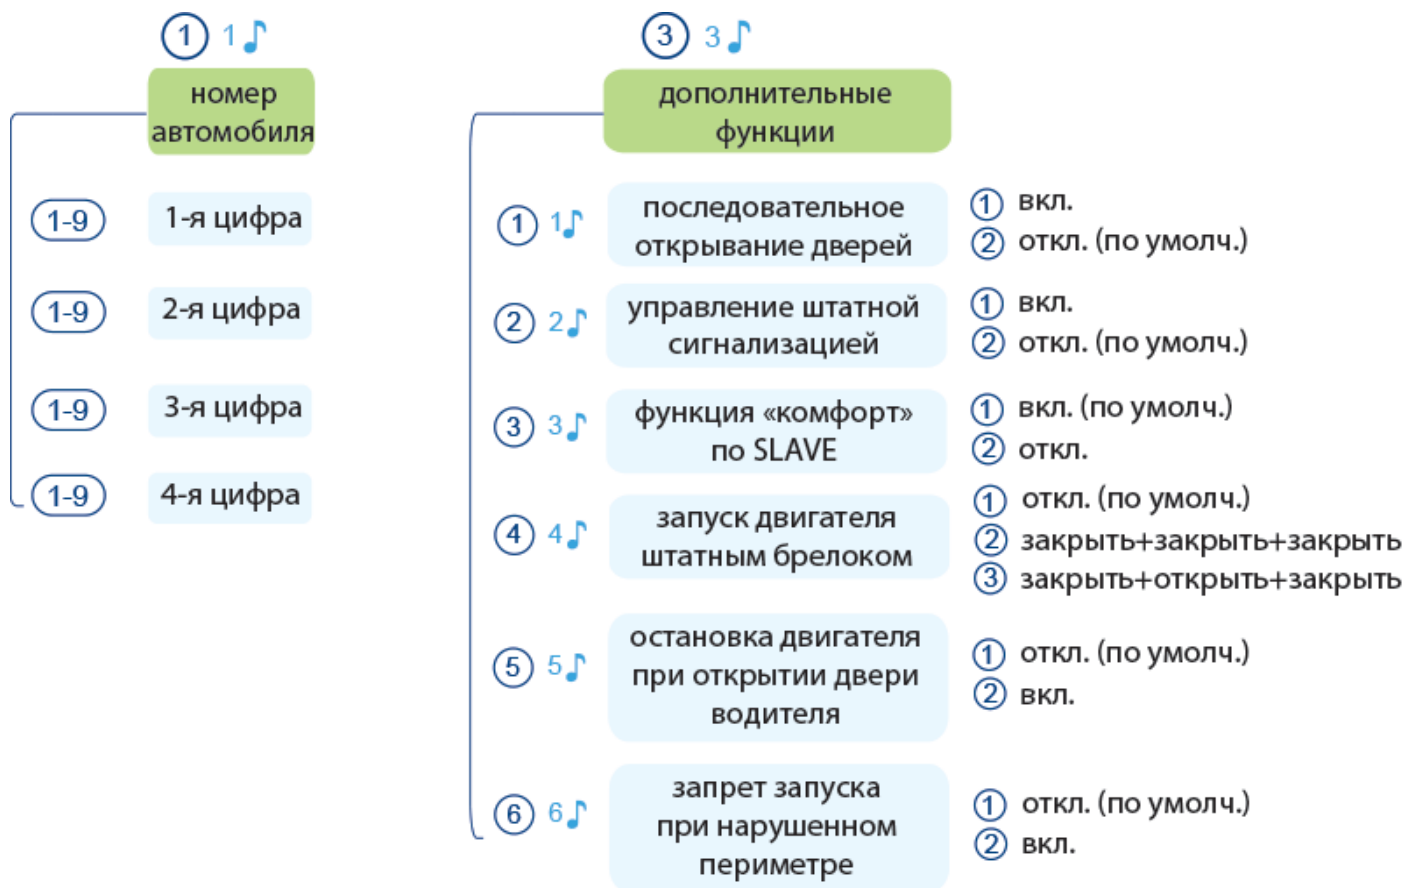 1 1♪
номер
автомобиля
1-9 1-я цифра
1-9 2-я цифра
1-9 3-я цифра
1-9 4-я цифра
3 3♪
дополнительные
функции
1 1♪
последовательное
открывание дверей
1 вкл.
2 откл. (по умолч.)
2 2♪
управление штатной
сигнализацией
1 вкл.
2 откл. (по умолч.)
3 3♪
функция «комфорт»
по SLAVE
1 вкл. (по умолч.)
2 откл.
4 4♪
запуск двигателя
штатным брелоком
1 откл. (по умолч.)
2 закрыть+закрыть+закрыть
3 закрыть+открыть+закрыть
5 5♪
остановка двигателя
при открытии двери
водителя
1 откл. (по умолч.)
2 вкл.
6 6♪
запрет запуска
при нарушенном
периметре
1 откл. (по умолч.)
2 вкл.